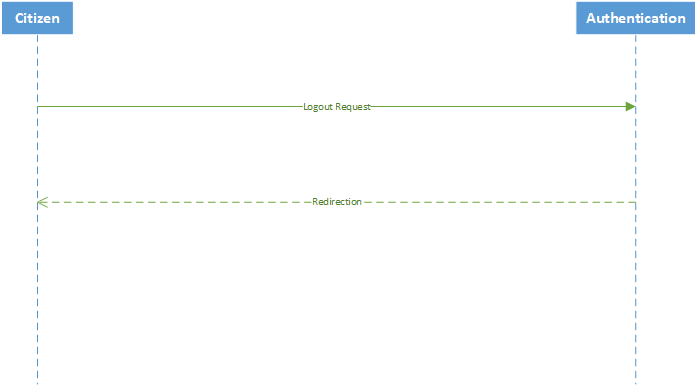 Citizen
Authentication
Logout Request
Redirection